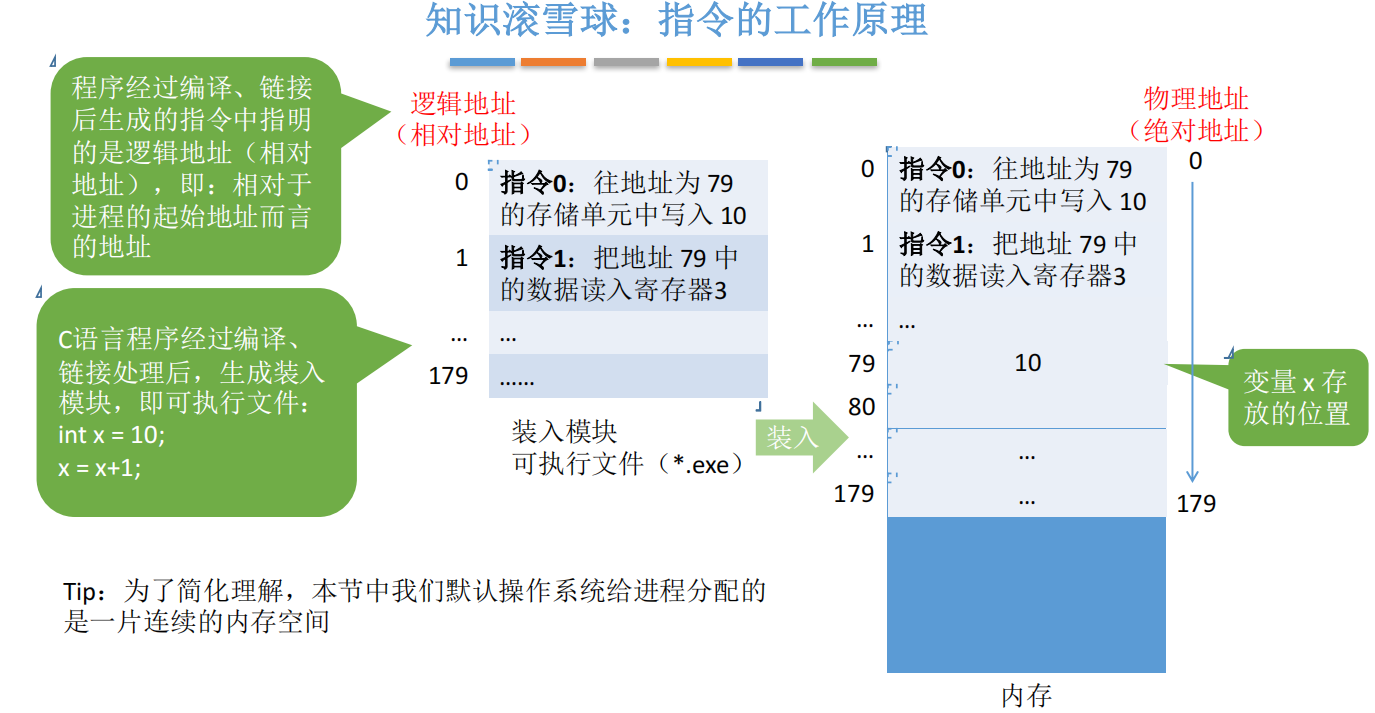 知识滚雪球：指令的工作原理
程序经过编译、链接
后生成的指令中指明
的是逻辑地址（相对
地址），即：相对于
进程的起始地址而言
的地址
C语言程序经过编译、
链接处理后，生成装入
模块，即可执行文件：
int x = 10;
x = x+1;
逻辑地址
（相对地址）
0
指令0：往地址为 79
的存储单元中写入 10
1
指令1：把地址 79 中
的数据读入寄存器3
...
...
179
......
装入模块
可执行文件（*.exe）
装入
物理地址
（绝对地址）
0
指令0：往地址为 79
的存储单元中写入 10
0
1
指令1：把地址 79 中
的数据读入寄存器3
...
...
79
10
80
...
...
179
...
179
变量 x 存
放的位置
内存
Tip：为了简化理解，本节中我们默认操作系统给进程分配的
是一片连续的内存空间